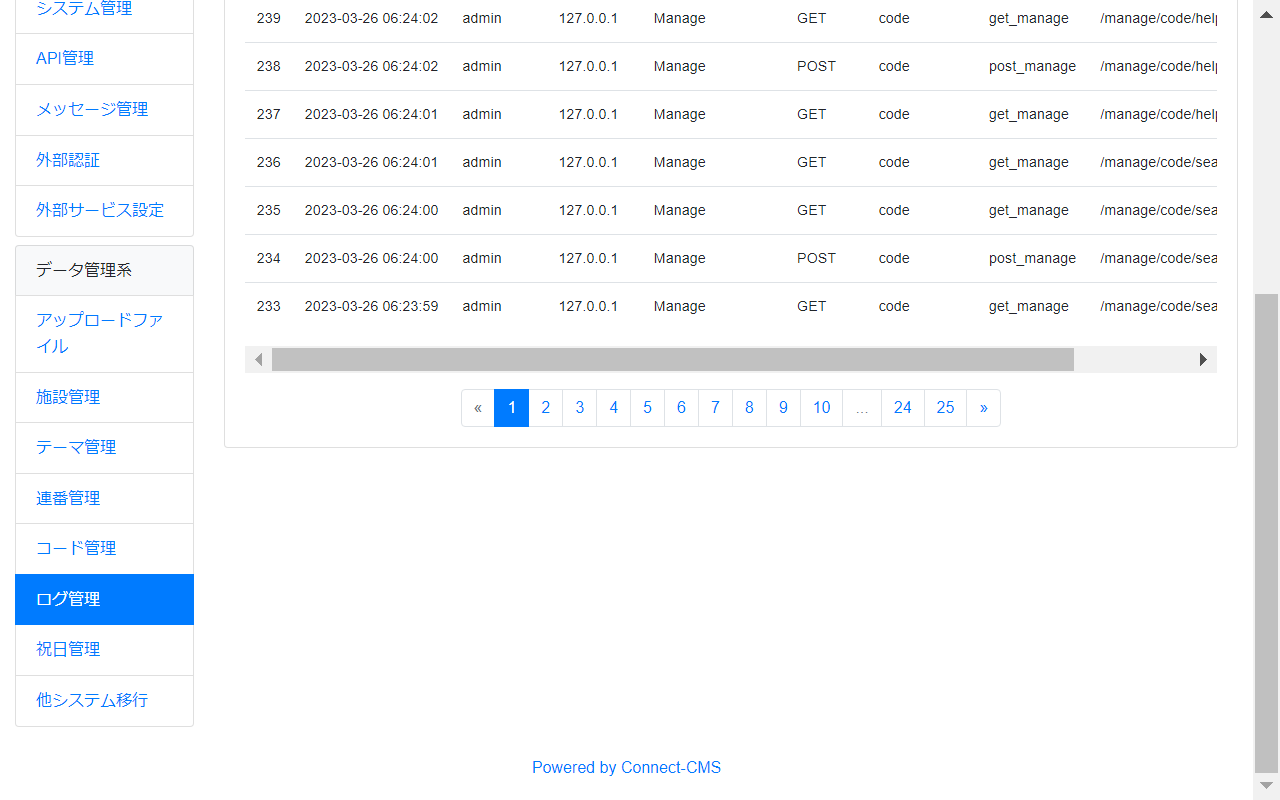 システム管理
API管理
メッセージ管理
外部認証
外部サービス設定
データ管理系
アップロードファ
イル
施設管理
テーマ管理
連番管理
コード管理
ログ管理
祝日管理
他システム移行
239 2023-03-26 06:24:02 admin 127.0.0.1 Manage GET code get_manage /manage/code/help
238 2023-03-26 06:24:02 admin 127.0.0.1 Manage POST code post_manage /manage/code/help
237 2023-03-26 06:24:01 admin 127.0.0.1 Manage GET code get_manage /manage/code/help
236 2023-03-26 06:24:01 admin 127.0.0.1 Manage GET code get_manage /manage/code/sea
235 2023-03-26 06:24:00 admin 127.0.0.1 Manage GET code get_manage /manage/code/sea
234 2023-03-26 06:24:00 admin 127.0.0.1 Manage POST code post_manage /manage/code/sea
233 2023-03-26 06:23:59 admin 127.0.0.1 Manage GET code get_manage /manage/code/sea
« 1 2 3 4 5 6 7 8 9 10 ... 24 25 »
Powered by Connect-CMS